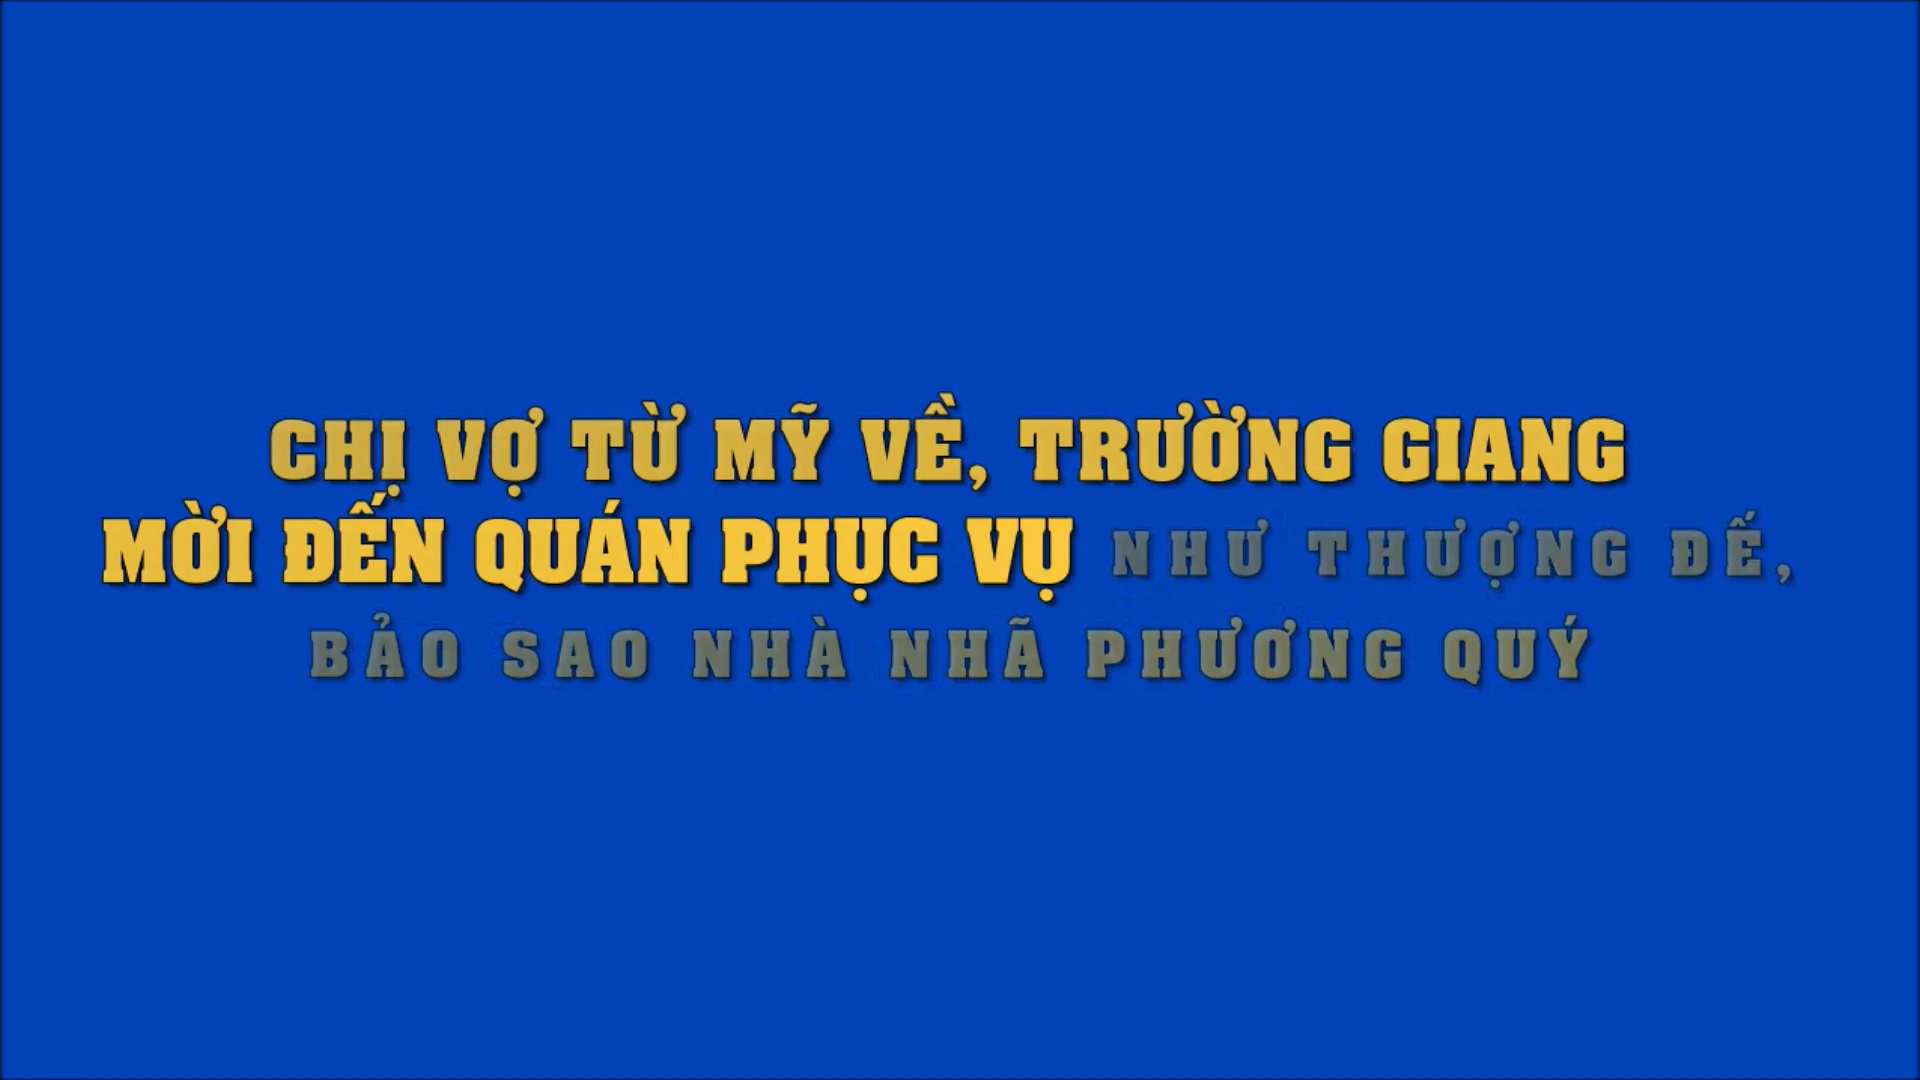 CHỊ VỢ TỪ MỸ VỀ, TRƯỜNG GIANG
MỜI ĐẾN QUÁN PHỤC VỤ NHƯ THƯỢNG ĐẾ,
BẢO SAO NHÀ NHÃ PHƯƠNG QUÝ